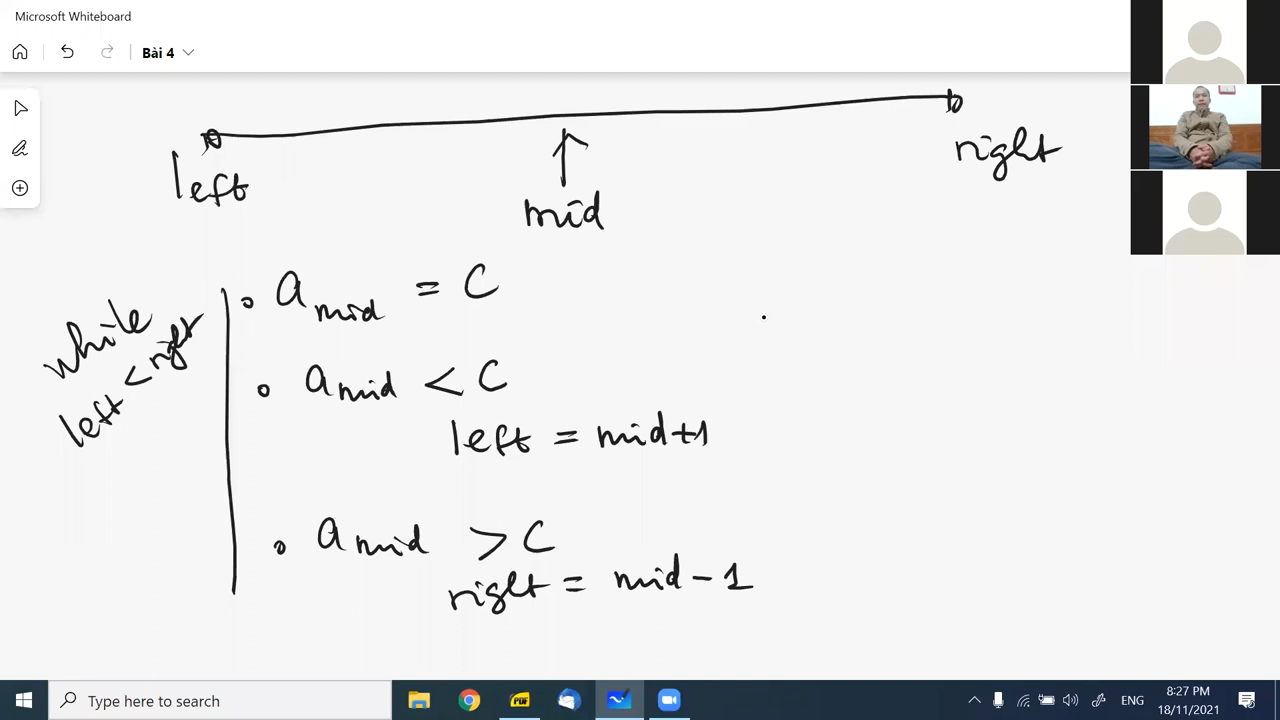 Microsoft Whiteboard
Bài 4
left
mid
right
while
left < right
• a mid = C
• a mid < C
left = mid+1
• a mid > C
right = mid - 1
Type here to search
PDF
ENG
8:27 PM
18/11/2021